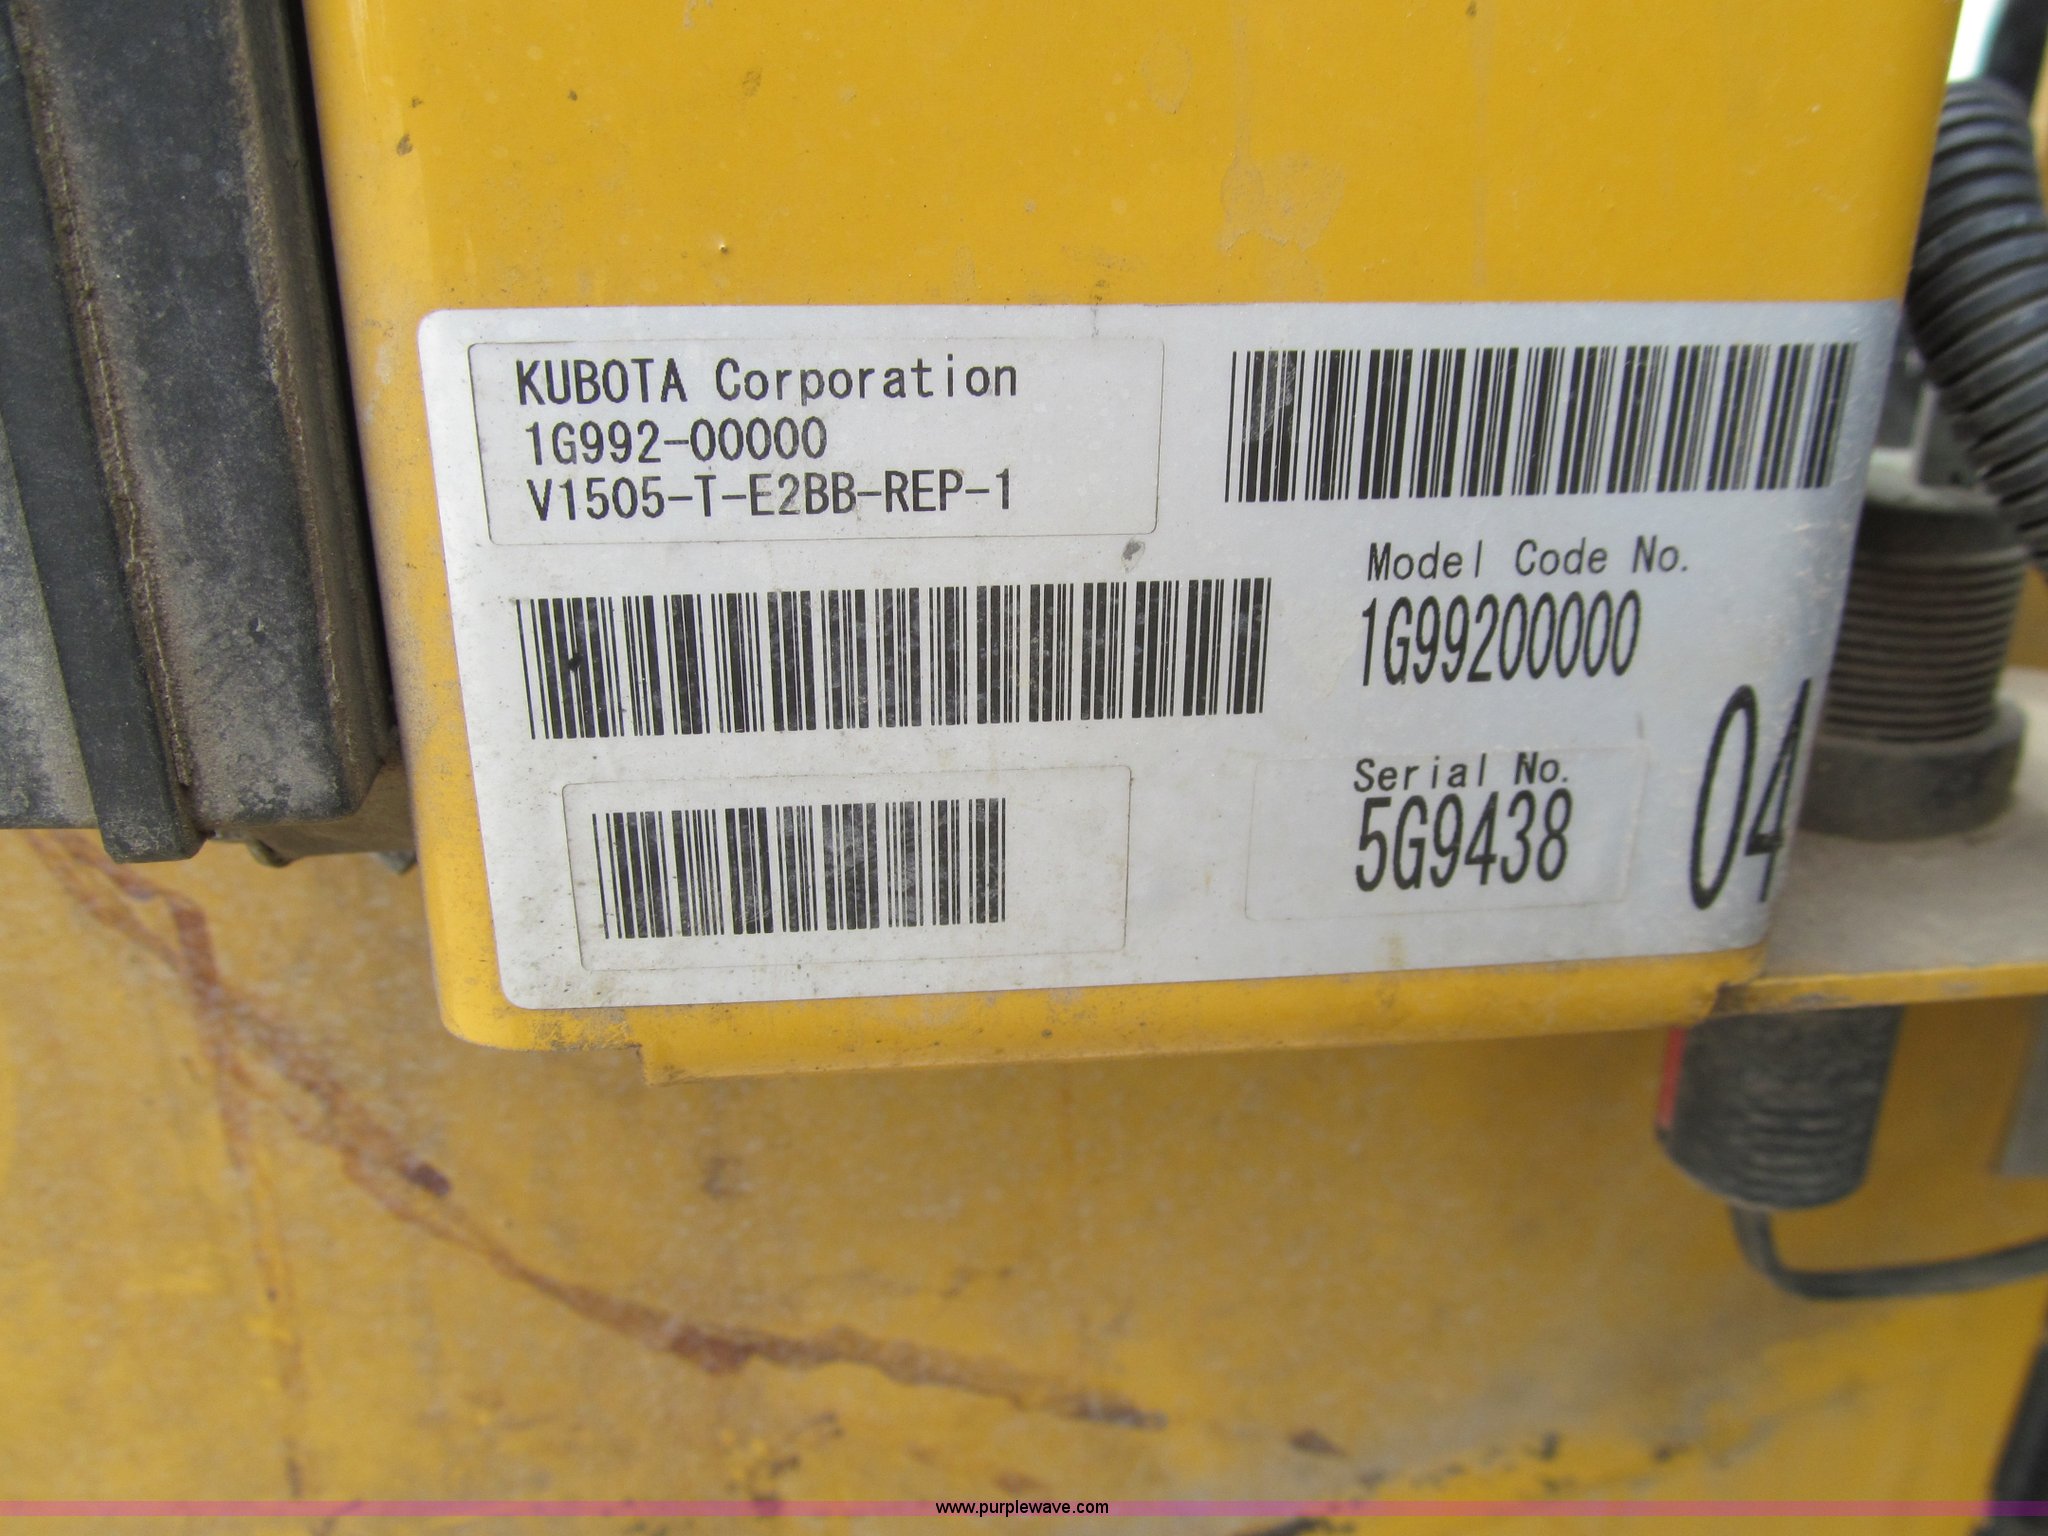 KUBOTA Corporation
1G992-00000
V1505-T-E2BB-REP-1
Model Code No.
1G99200000
Serial No.
5G9438
04
www.purplewave.com